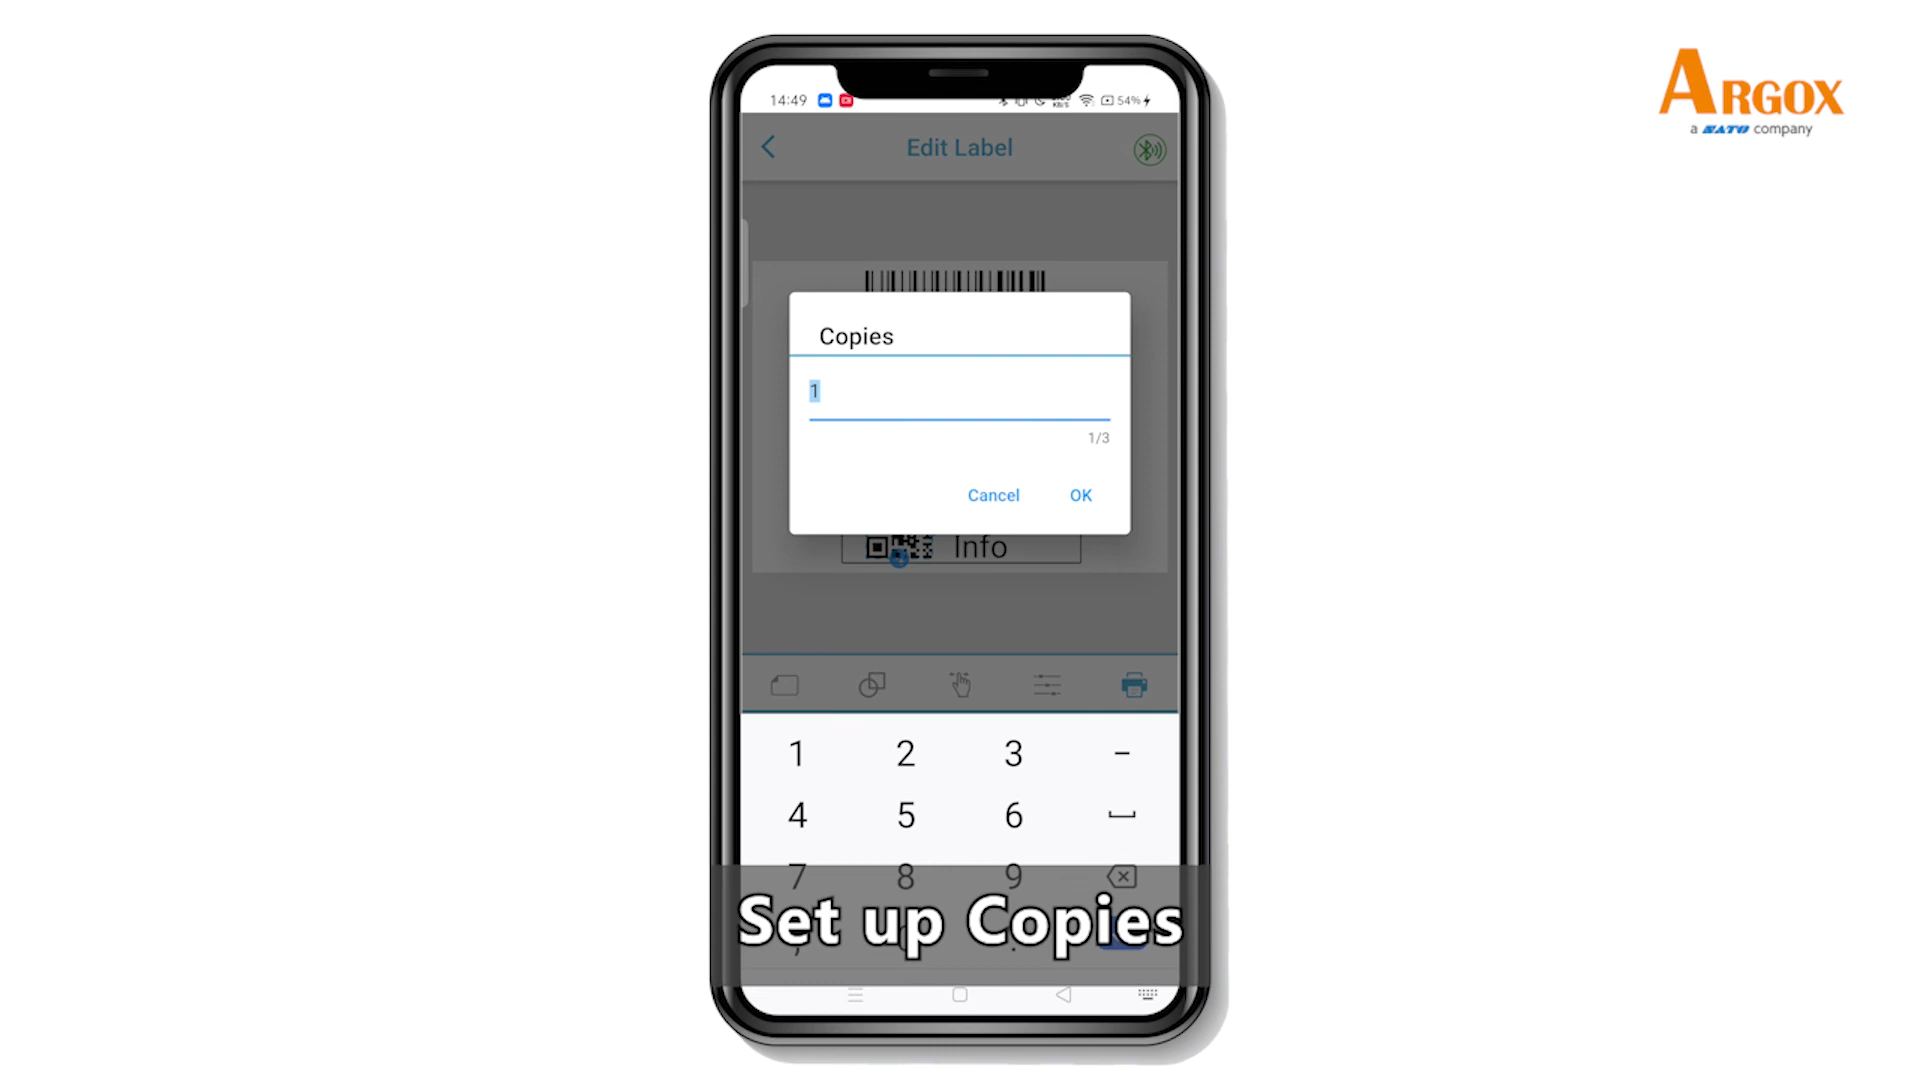 ARGOX
a SATO company
14:49
54%
Edit Label
Copies
1
1/3
Cancel
OK
Info
1 2 3 -
4 5 6
7 8 9
Set up Copies